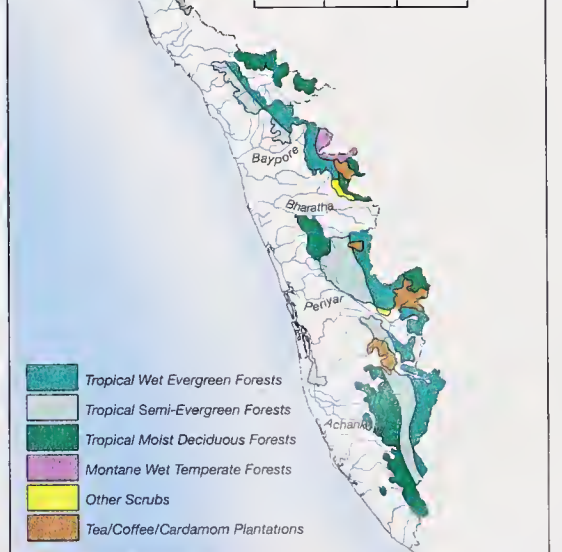 Baypore
Bharatha
Periyar
Achank
Tropical Wet Evergreen Forests
Tropical Semi-Evergreen Forests
Tropical Moist Deciduous Forests
Montane Wet Temperate Forests
Other Scrubs
Tea/Coffee/Cardamom Plantations